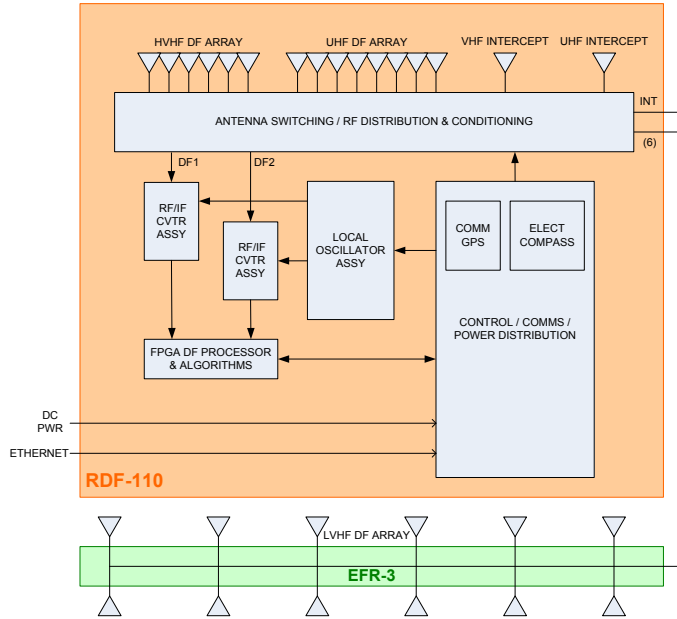 HVHF DF ARRAY
UHF DF ARRAY
VHF INTERCEPT
UHF INTERCEPT
INT
ANTENNA SWITCHING / RF DISTRIBUTION & CONDITIONING
(6)
DF1
DF2
RF/IF
CVTR
ASSY
RF/IF
CVTR
ASSY
LOCAL
OSCILLATOR
ASSY
COMM
GPS
ELECT
COMPASS
CONTROL / COMMS /
POWER DISTRIBUTION
FPGA DF PROCESSOR
& ALGORITHMS
DC
PWR
ETHERNET
RDF-110
LVHF DF ARRAY
EFR-3